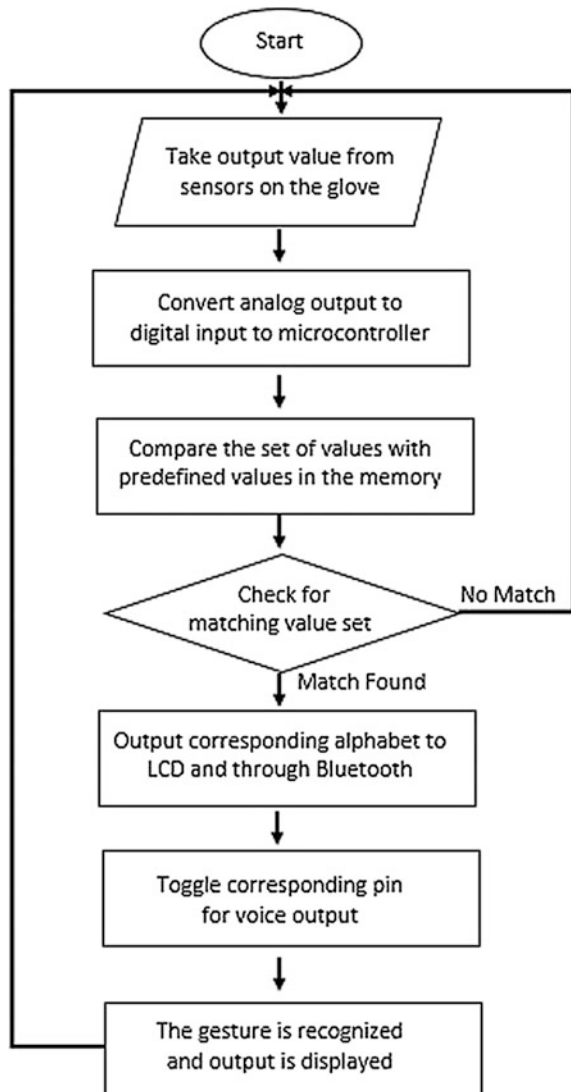 Start
Take output value from
sensors on the glove
Convert analog output to
digital input to microcontroller
Compare the set of values with
predefined values in the memory
Check for
matching value set
No Match
Match Found
Output corresponding alphabet to
LCD and through Bluetooth
Toggle corresponding pin
for voice output
The gesture is recognized
and output is displayed